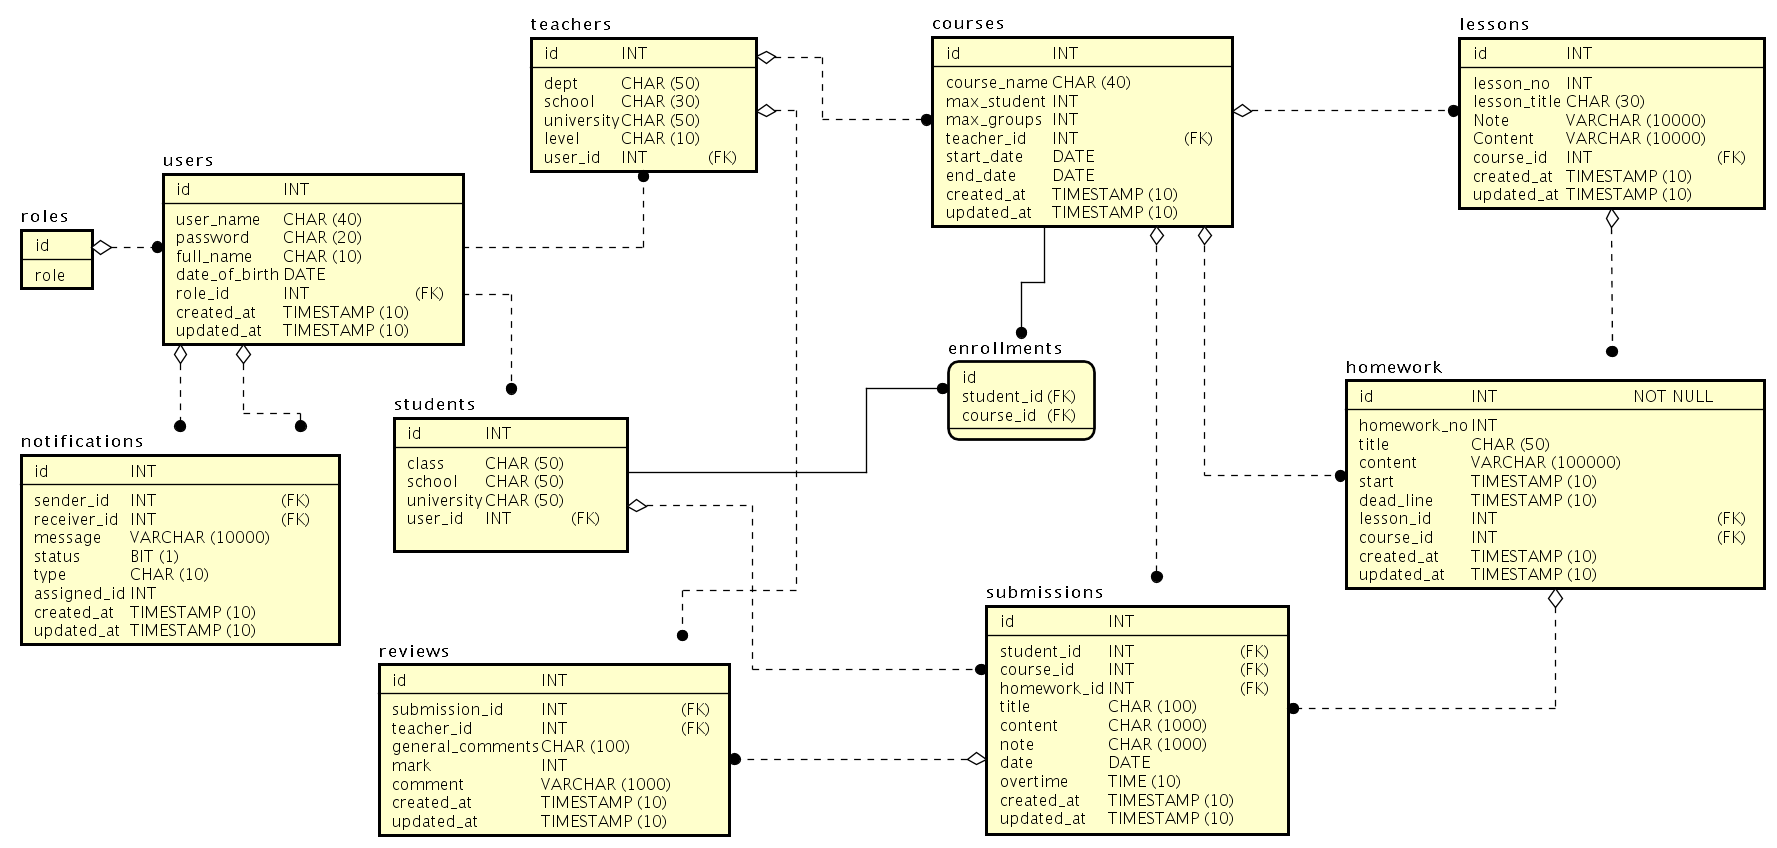 teachers
id INT
dept CHAR (50)
school CHAR (30)
university CHAR (50)
level CHAR (10)
user_id INT (FK)
courses
id INT
course_name CHAR (40)
max_student INT
max_groups INT
teacher_id INT (FK)
start_date DATE
end_date DATE
created_at TIMESTAMP (10)
updated_at TIMESTAMP (10)
lessons
id INT
lesson_no INT
lesson_title CHAR (30)
Note VARCHAR (10000)
Content VARCHAR (10000)
course_id INT (FK)
created_at TIMESTAMP (10)
updated_at TIMESTAMP (10)
users
id INT
user_name CHAR (40)
password CHAR (20)
full_name CHAR (10)
date_of_birth DATE
role_id INT (FK)
created_at TIMESTAMP (10)
updated_at TIMESTAMP (10)
roles
id
role
enrollments
id
student_id (FK)
course_id (FK)
homework
id INT NOT NULL
homework_no INT
title CHAR (50)
content VARCHAR (100000)
start TIMESTAMP (10)
dead_line TIMESTAMP (10)
lesson_id INT (FK)
course_id INT (FK)
created_at TIMESTAMP (10)
updated_at TIMESTAMP (10)
students
id INT
class CHAR (50)
school CHAR (50)
university CHAR (50)
user_id INT (FK)
notifications
id INT
sender_id INT (FK)
receiver_id INT (FK)
message VARCHAR (10000)
status BIT (1)
type CHAR (10)
assigned_id INT
created_at TIMESTAMP (10)
updated_at TIMESTAMP (10)
submissions
id INT
student_id INT (FK)
course_id INT (FK)
homework_id INT (FK)
title CHAR (100)
content CHAR (1000)
note CHAR (1000)
date DATE
overtime TIME (10)
created_at TIMESTAMP (10)
updated_at TIMESTAMP (10)
reviews
id INT
submission_id INT (FK)
teacher_id INT (FK)
general_comments CHAR (100)
mark INT
comment VARCHAR (1000)
created_at TIMESTAMP (10)
updated_at TIMESTAMP (10)